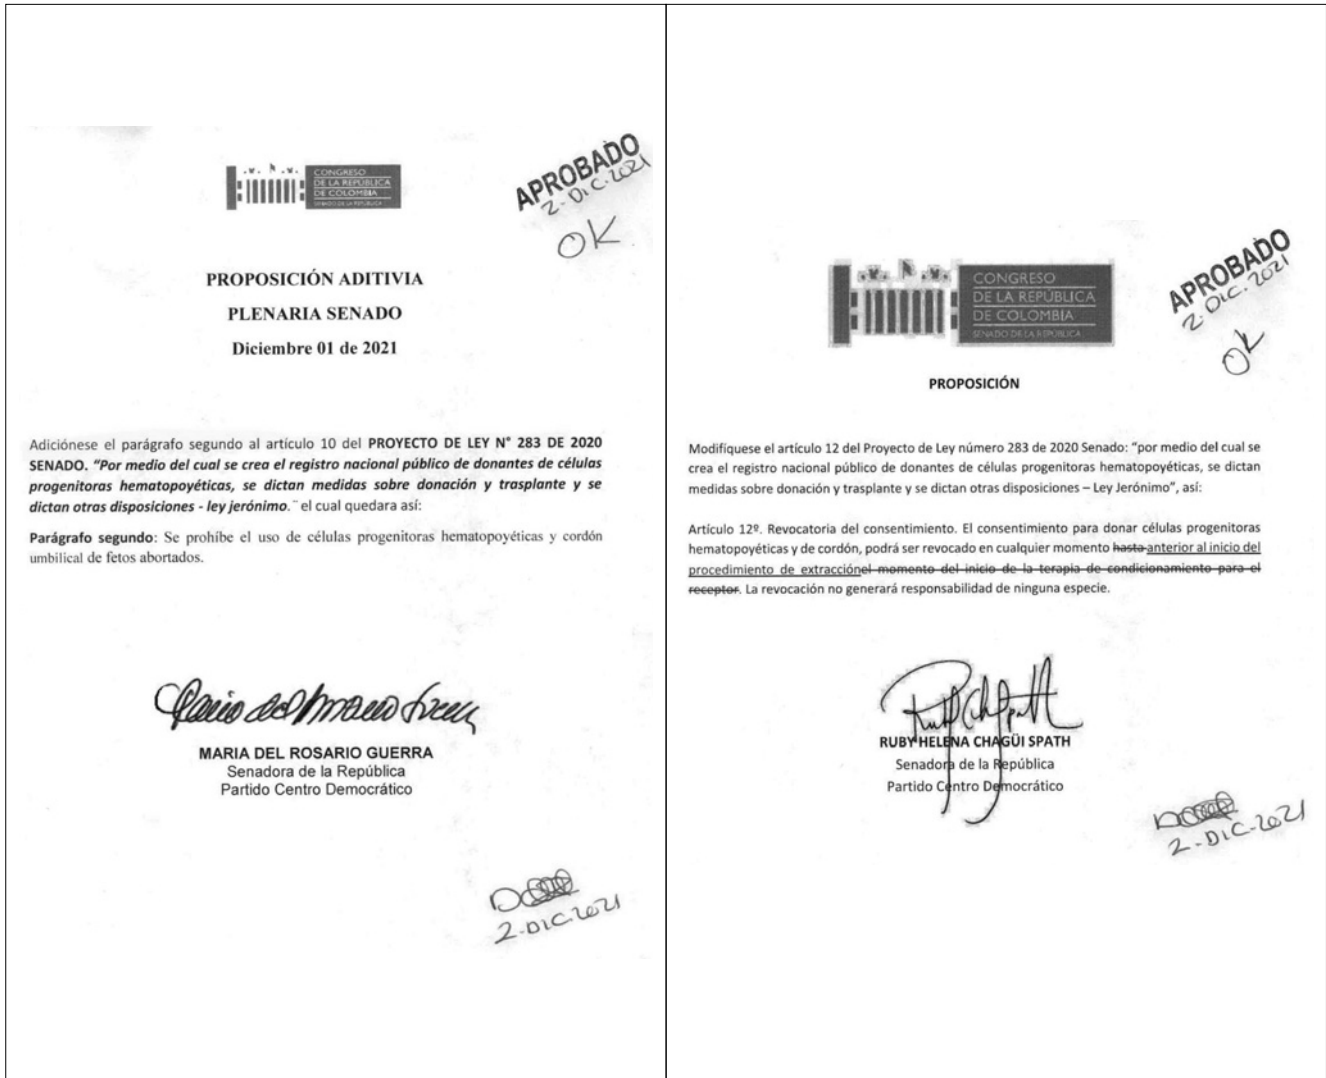 CONGRESO
DE LA REPÚBLICA
DE COLOMBIA
SENADO DE LA REPÚBLICA
APROBADO
2-DIC-2021
OK
PROPOSICIÓN ADITIVIA
PLENARIA SENADO
Diciembre 01 de 2021
Adiciónese el parágrafo segundo al artículo 10 del PROYECTO DE LEY N° 283 DE 2020
SENADO. “Por medio del cual se crea el registro nacional público de donantes de células
progenitoras hematopoyéticas, se dictan medidas sobre donación y trasplante y se
dictan otras disposiciones - ley jerónimo.¨ el cual quedara así:
Parágrafo segundo: Se prohíbe el uso de células progenitoras hematopoyéticas y cordón
umbilical de fetos abortados.
MARIA DEL ROSARIO GUERRA
Senadora de la República
Partido Centro Democrático
2-DIC-2021
CONGRESO
DE LA REPÚBLICA
DE COLOMBIA
SENADO DE LA REPÚBLICA
APROBADO
2-DIC-2021
OK
PROPOSICIÓN
Modifíquese el artículo 12 del Proyecto de Ley número 283 de 2020 Senado: “por medio del cual se
crea el registro nacional público de donantes de células progenitoras hematopoyéticas, se dictan
medidas sobre donación y trasplante y se dictan otras disposiciones – Ley Jerónimo”, así:
Artículo 12º. Revocatoria del consentimiento. El consentimiento para donar células progenitoras
hematopoyéticas y de cordón, podrá ser revocado en cualquier momento hasta anterior al inicio del
procedimiento de extracciónel momento del inicio de la terapia de condicionamiento para el
receptor. La revocación no generará responsabilidad de ninguna especie.
RUBY HELENA CHAGÜI SPATH
Senadora de la República
Partido Centro Democrático
2-DIC-2021